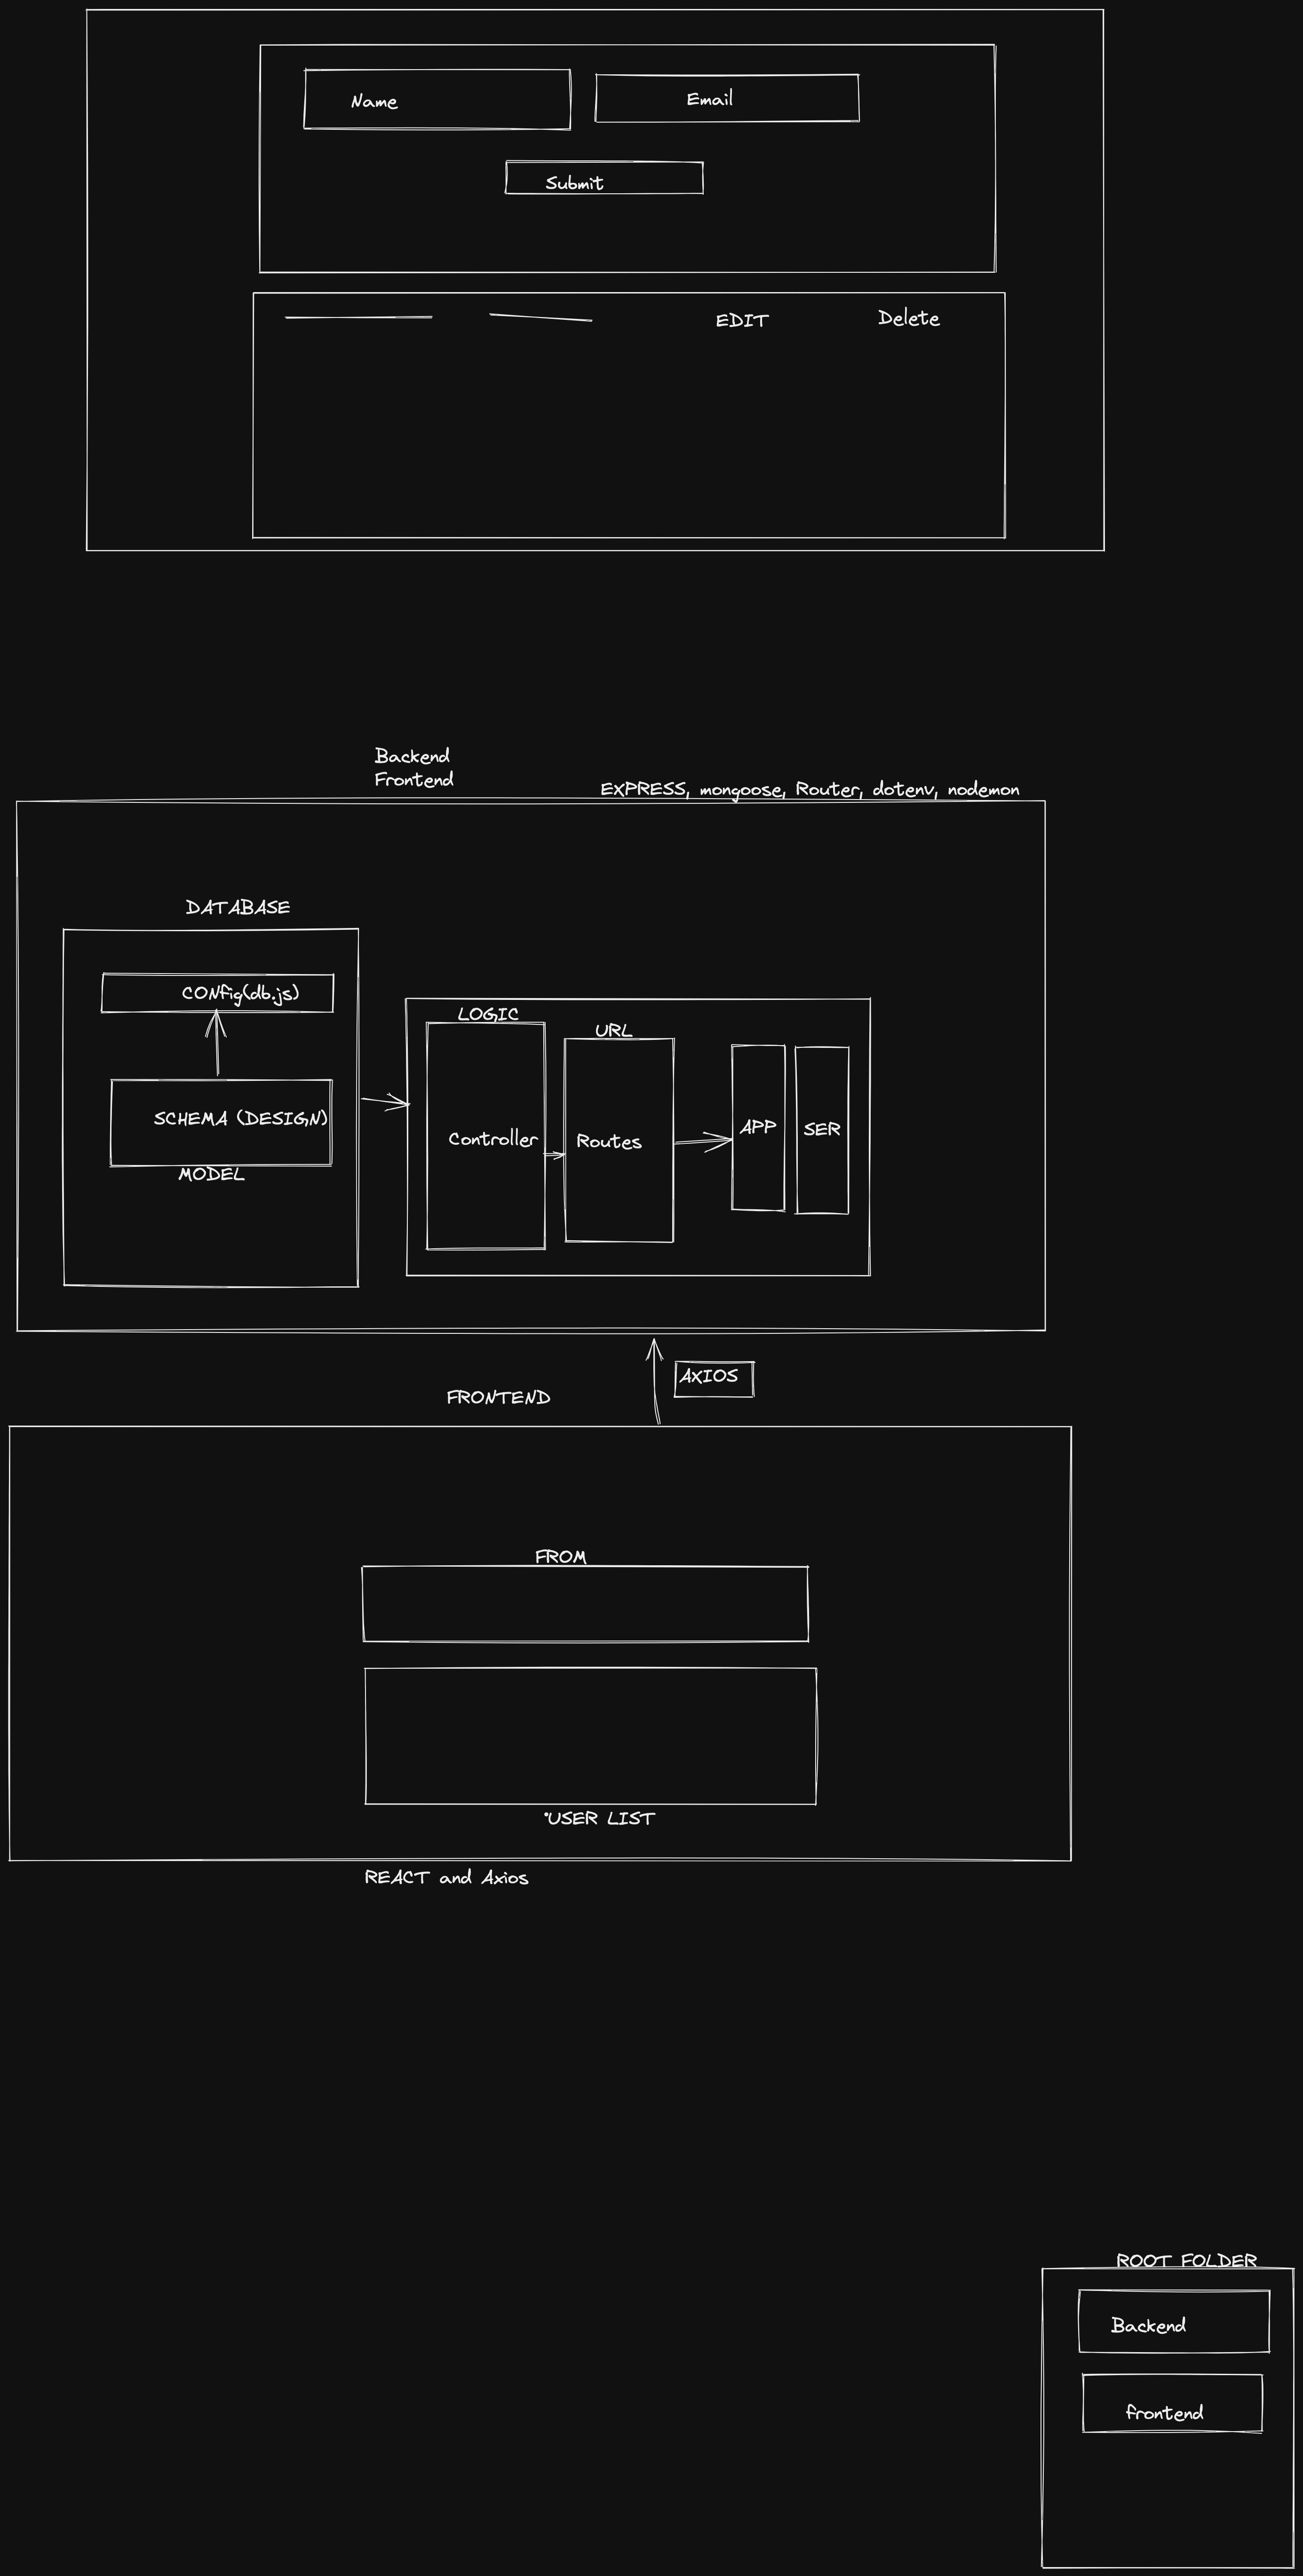 Name
Email
Submit
EDIT
Delete
Backend
Frontend
EXPRESS, mongoose, Router, dotenv, nodemon
DATABASE
CONfig(db.js)
SCHEMA (DESIGN)
MODEL
LOGIC
URL
Controller
Routes
APP
SER
AXIOS
FRONTEND
FROM
*USER LIST
REACT and Axios
ROOT FOLDER
Backend
frontend